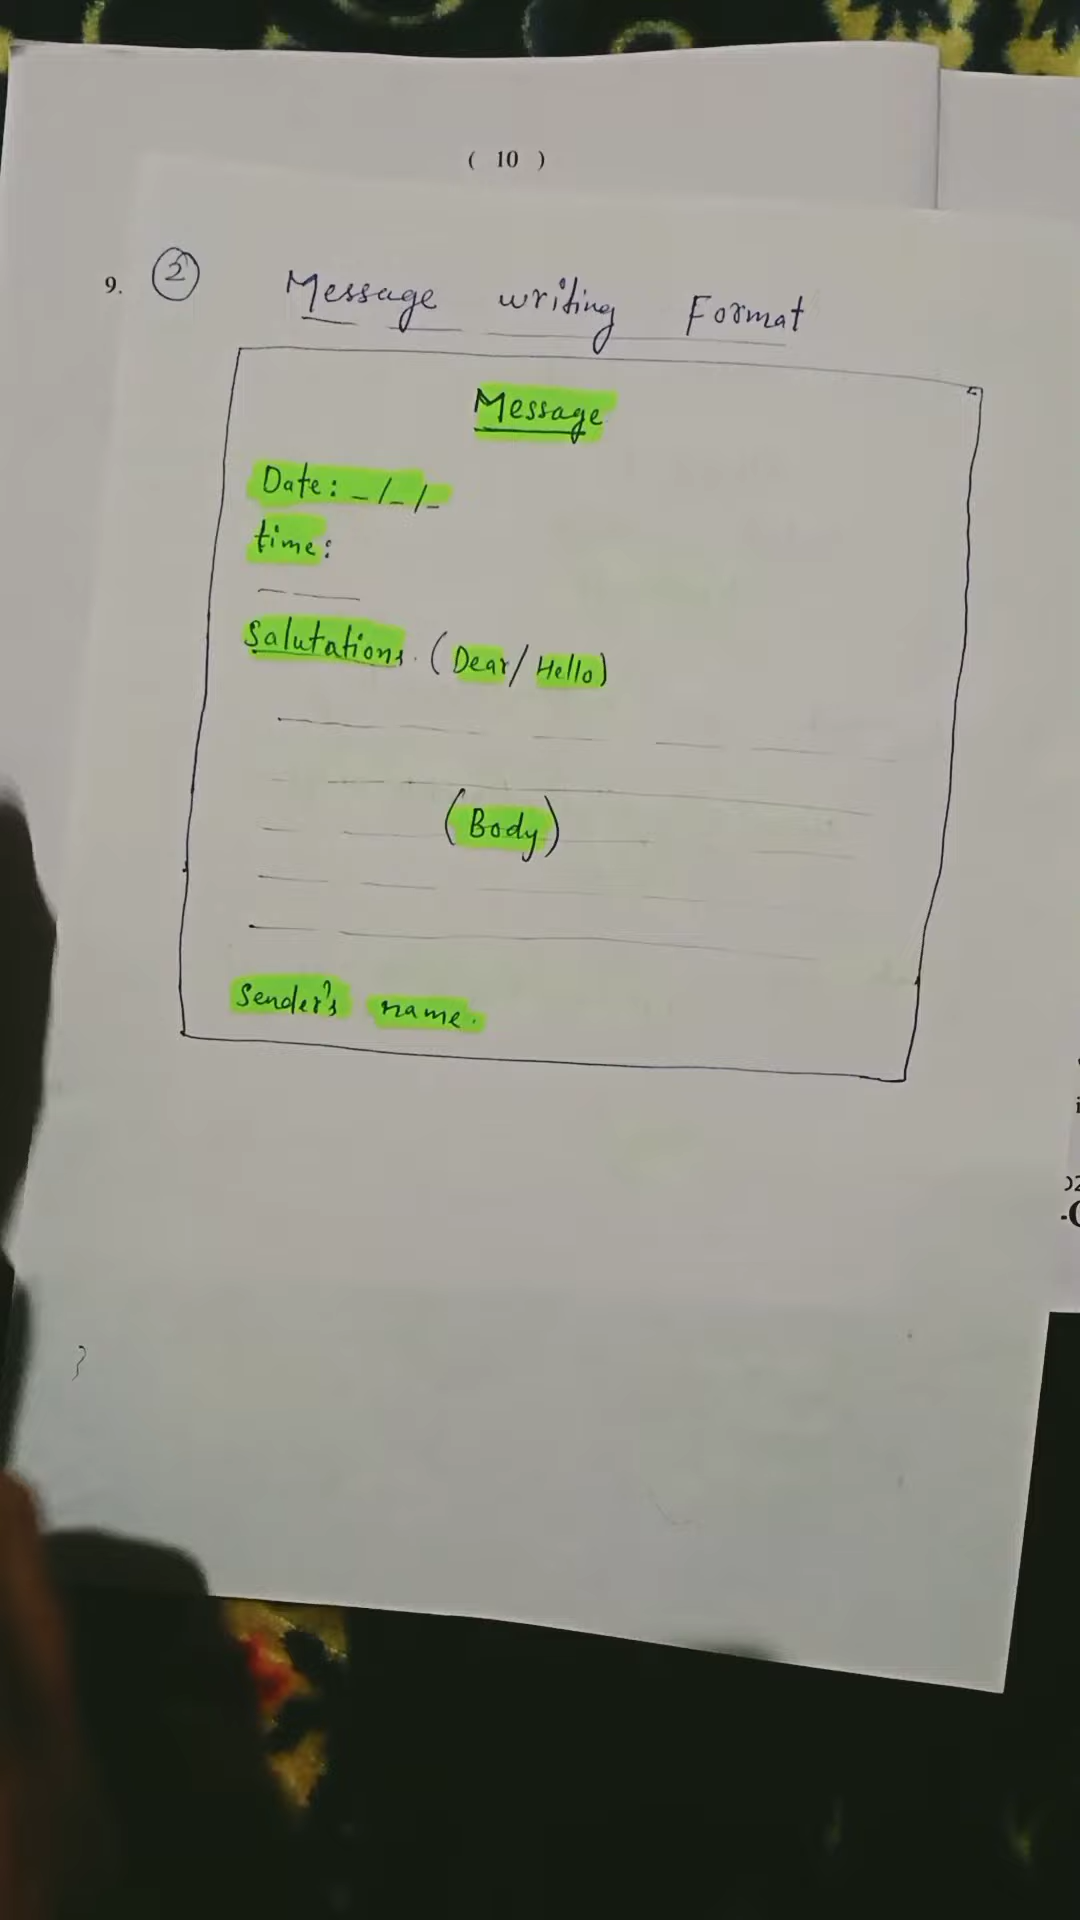 ( 10 )
9. 2 Message writing Format
Message
Date: _/_/_
time:
Salutations. (Dear/Hello)
(Body)
Sender's name.